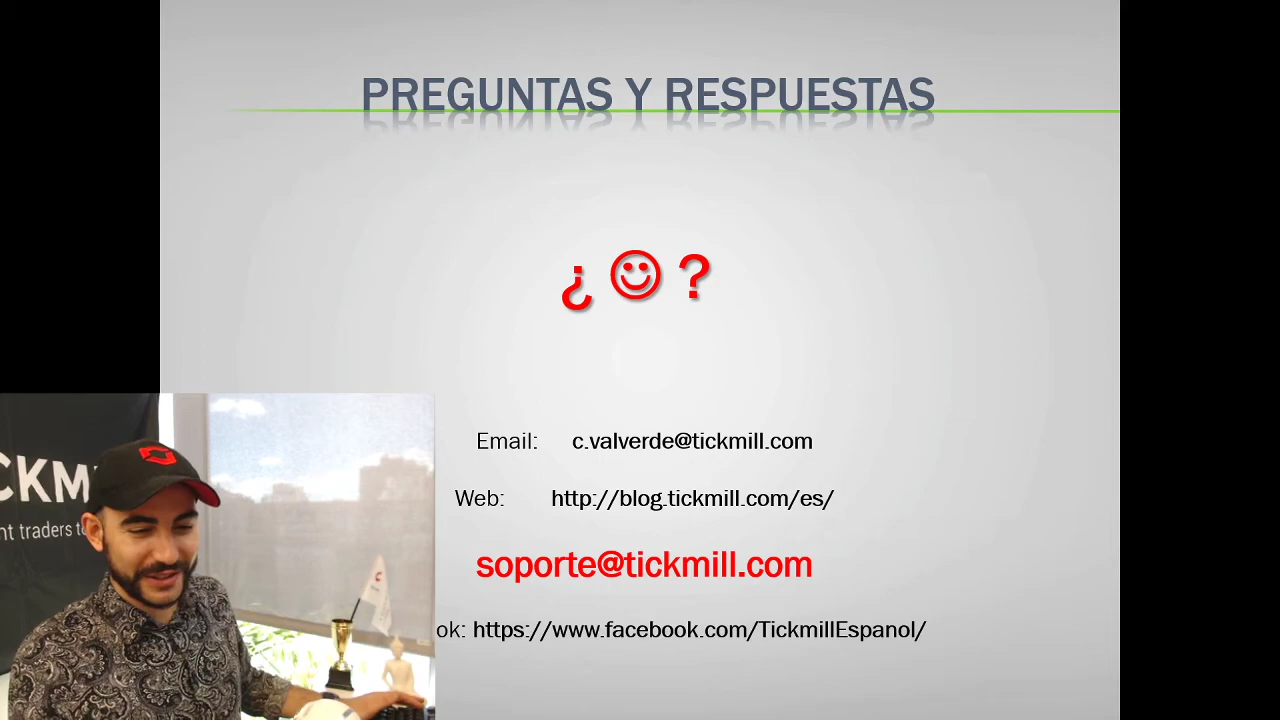 PREGUNTAS Y RESPUESTAS
¿ ☺ ?
Email: c.valverde@tickmill.com
Web: http://blog.tickmill.com/es/
soporte@tickmill.com
ok: https://www.facebook.com/TickmillEspanol/
CKM
nt traders t